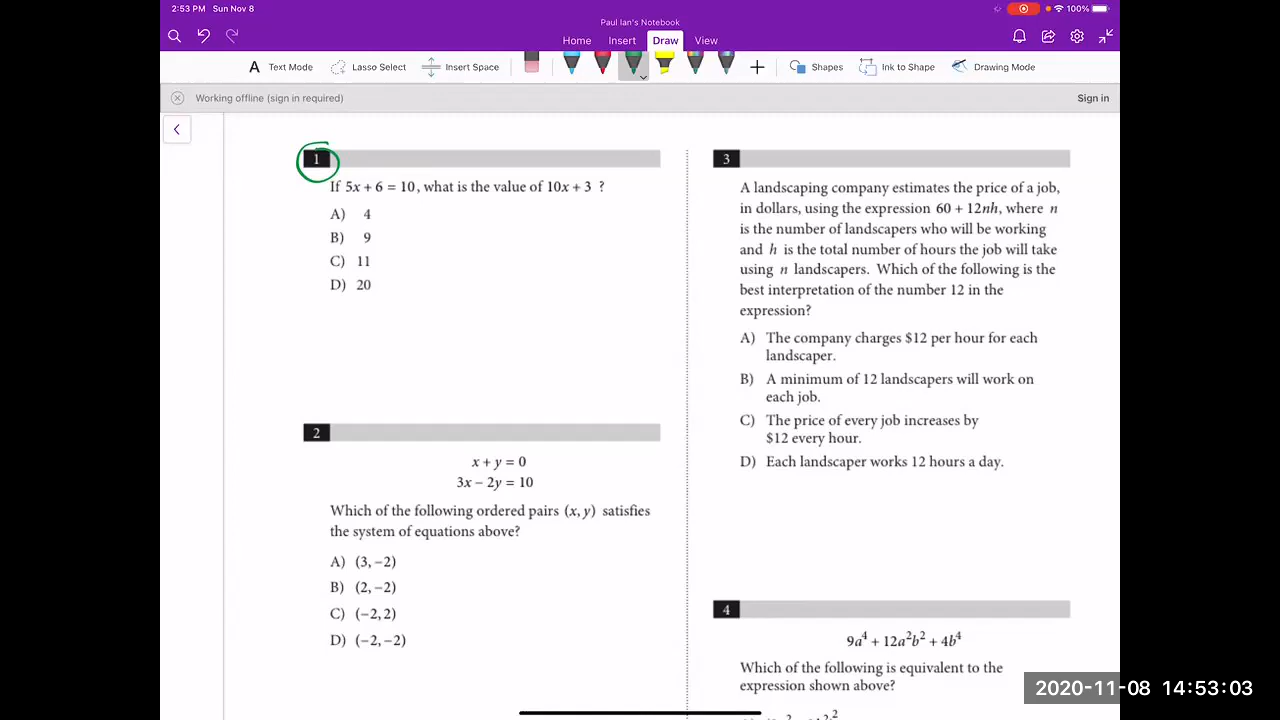 2:53 PM Sun Nov 8
100%
Paul Ian's Notebook
Home Insert Draw View
A Text Mode Lasso Select Insert Space Shapes Ink to Shape Drawing Mode
Working offline (sign in required) Sign in
1
If 5x + 6 = 10, what is the value of 10x + 3 ?
A) 4
B) 9
C) 11
D) 20
2
x + y = 0
3x − 2y = 10
Which of the following ordered pairs (x, y) satisfies
the system of equations above?
A) (3, −2)
B) (2, −2)
C) (−2, 2)
D) (−2, −2)
3
A landscaping company estimates the price of a job,
in dollars, using the expression 60 + 12nh, where n
is the number of landscapers who will be working
and h is the total number of hours the job will take
using n landscapers. Which of the following is the
best interpretation of the number 12 in the
expression?
A) The company charges $12 per hour for each
landscaper.
B) A minimum of 12 landscapers will work on
each job.
C) The price of every job increases by
$12 every hour.
D) Each landscaper works 12 hours a day.
4
9a⁴ + 12a²b² + 4b⁴
Which of the following is equivalent to the
expression shown above?
2020-11-08 14:53:03